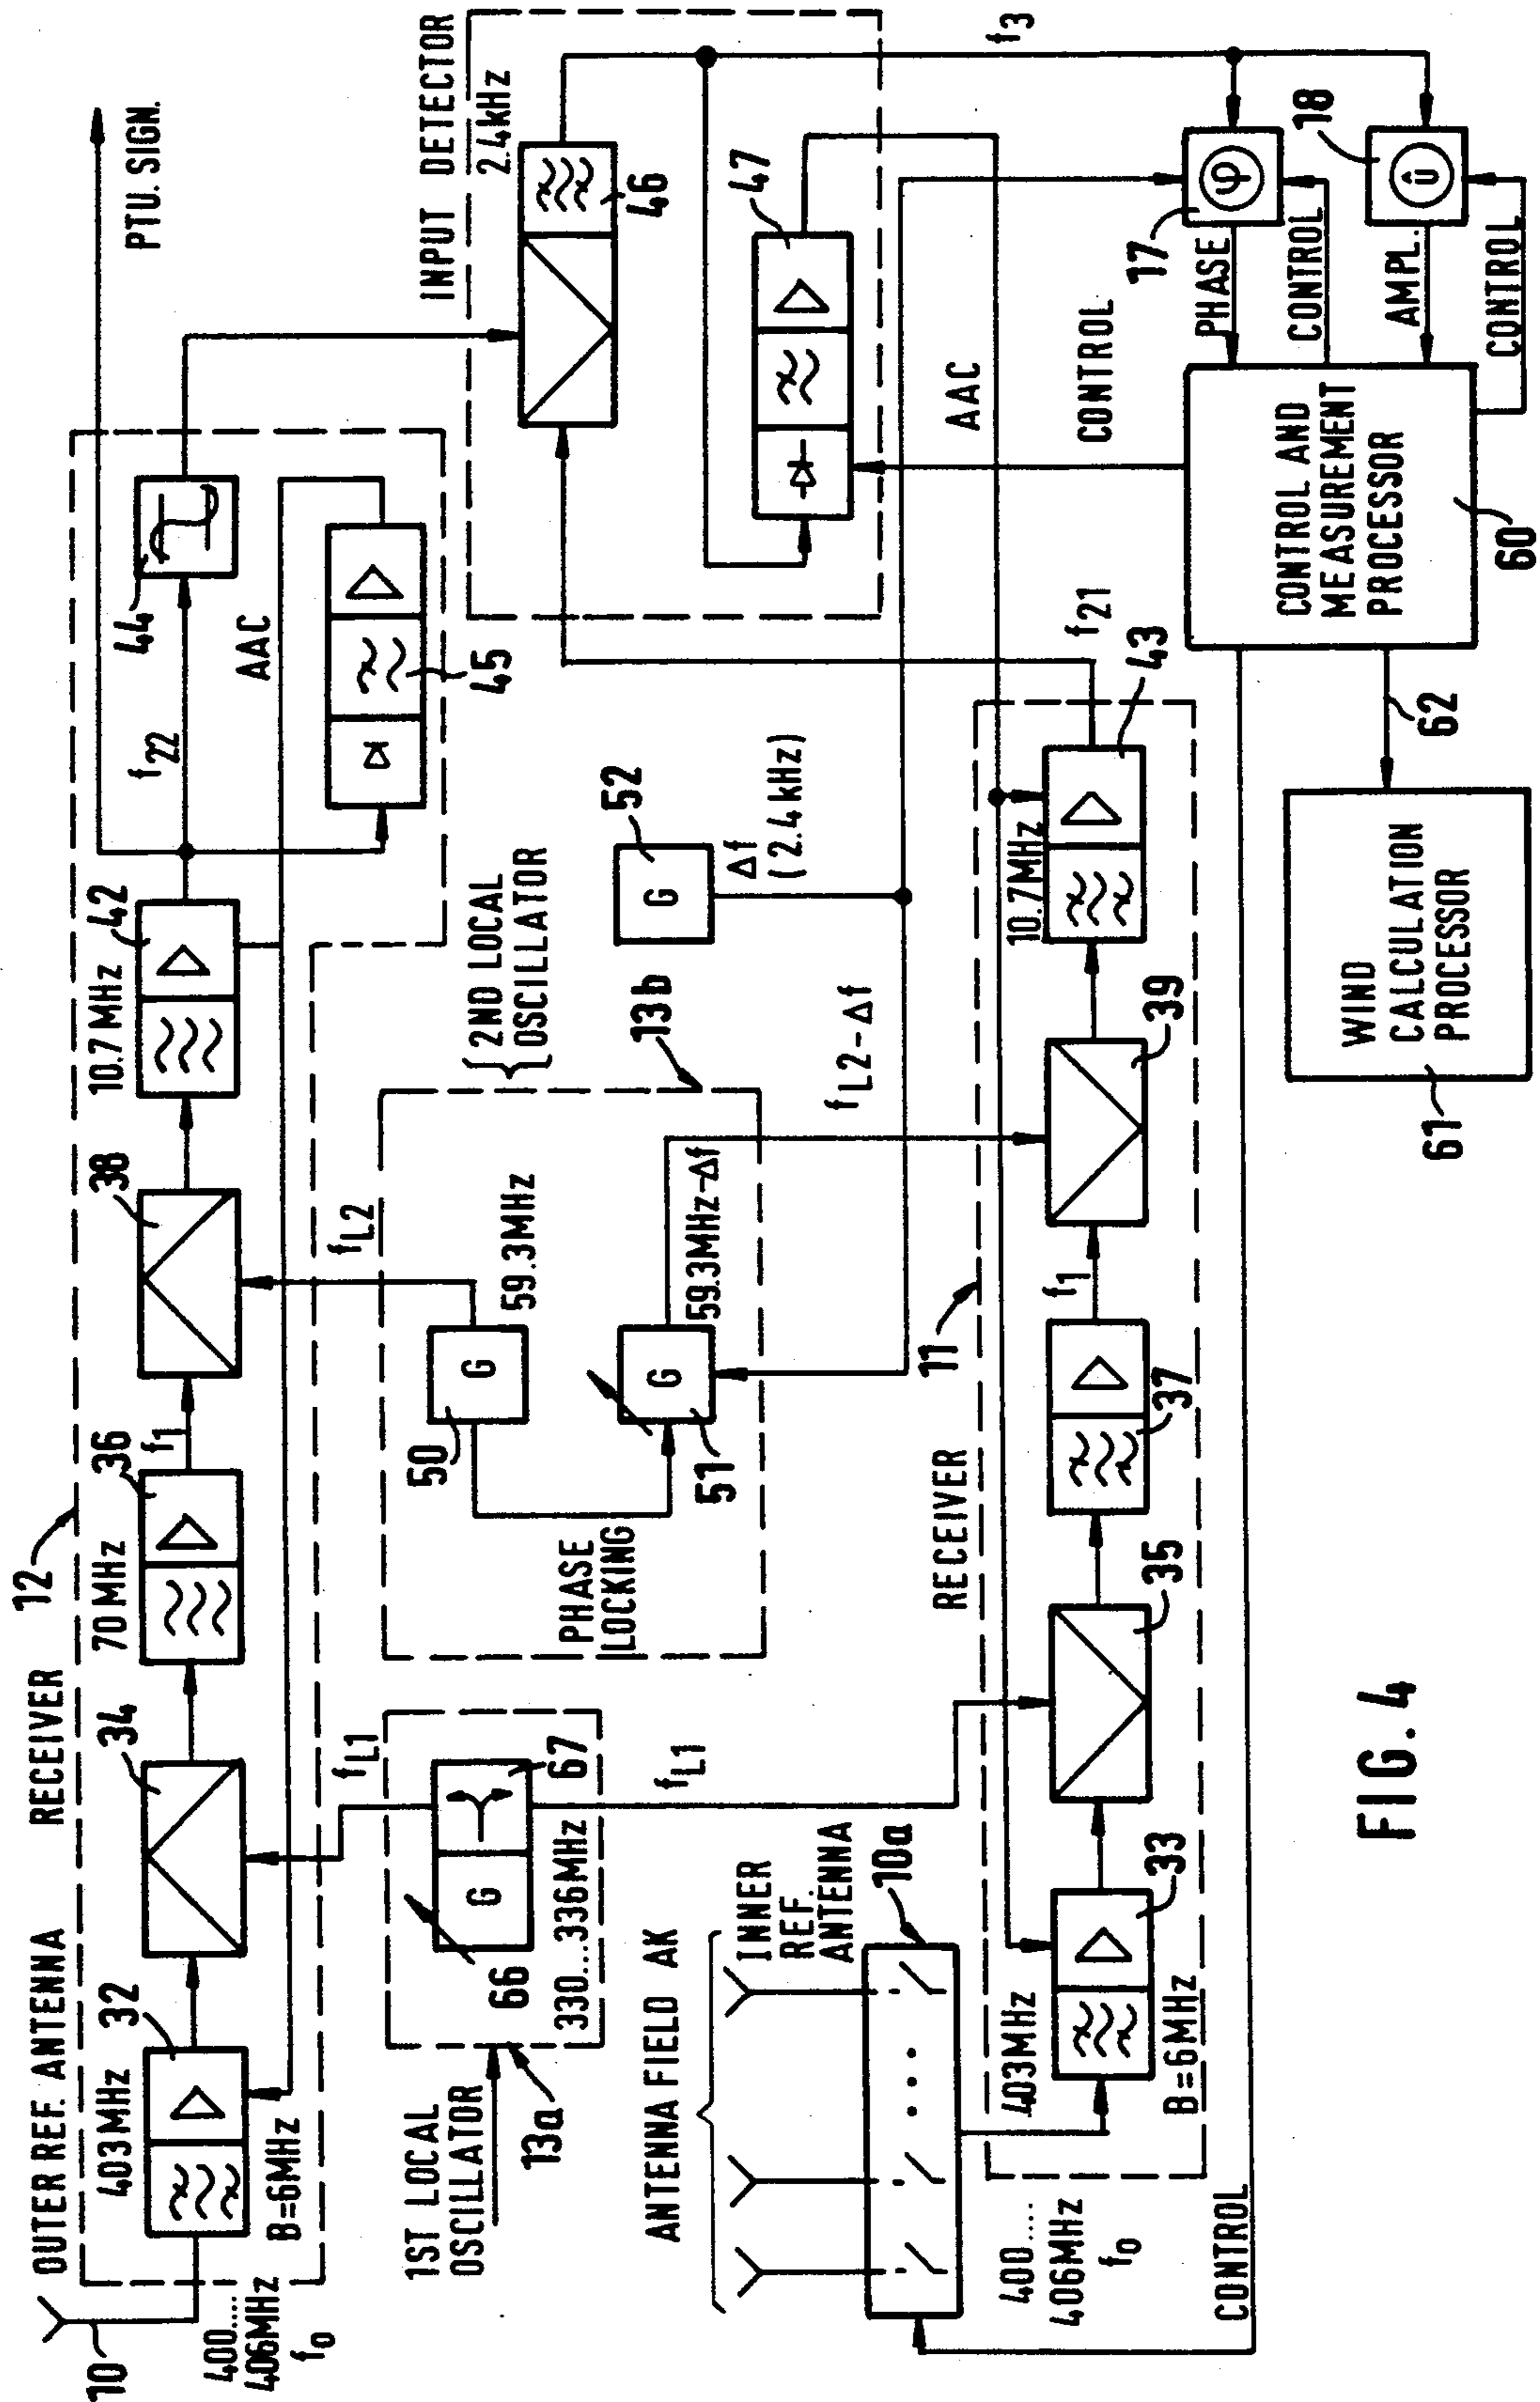 OUTER REF. ANTENNA
RECEIVER
12
10
400....
406MHz
f0
403MHz
32
B=6MHz
34
70MHz
36
f1
38
10.7MHz
42
f22
44
AAC
45
PTU. SIGN.
1ST LOCAL
OSCILLATOR
13a
66
G
67
330...336MHz
fL1
fL1
PHASE
LOCKING
50
G
59.3MHz
51
G
59.3MHz-Δf
fL2
2ND LOCAL
OSCILLATOR
13b
52
G
Δf
(2.4kHz)
fL2-Δf
INPUT DETECTOR
2.4kHz
46
47
f3
AAC
CONTROL
ANTENNA FIELD AK
INNER
REF.
ANTENNA
10a
400....
406MHz
f0
RECEIVER
11
403MHz
33
B=6MHz
35
37
f1
39
10.7MHz
43
f21
17
φ
PHASE
CONTROL
18
û
AMPL.
CONTROL
CONTROL AND
MEASUREMENT
PROCESSOR
60
62
WIND
CALCULATION
PROCESSOR
61
CONTROL
FIG. 4